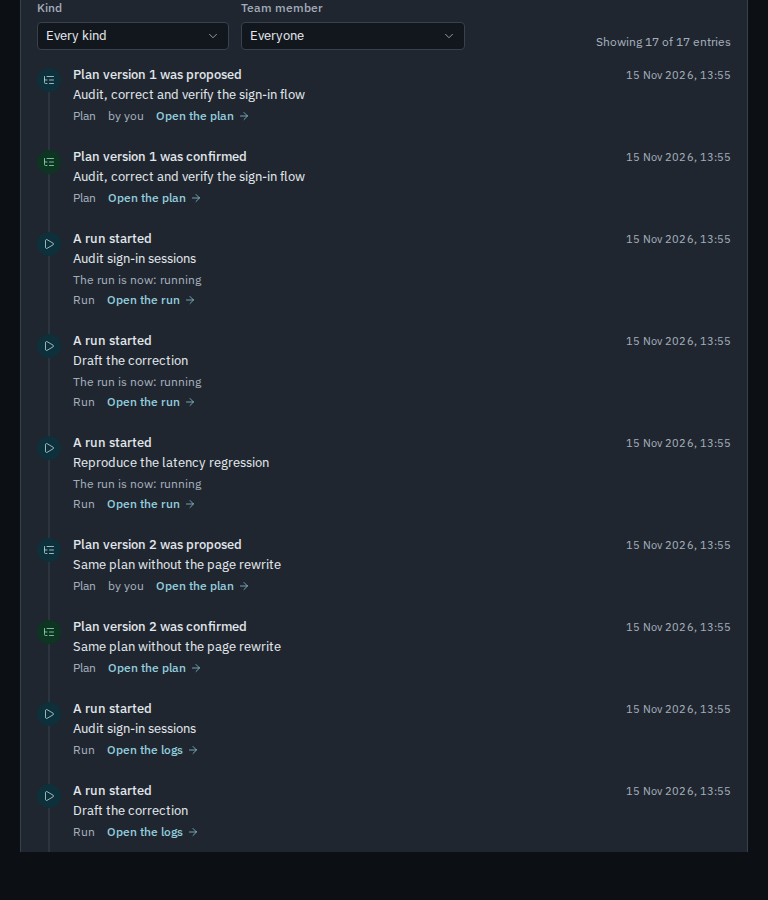 Kind
Team member
Every kind
Everyone
Showing 17 of 17 entries
Plan version 1 was proposed
15 Nov 2026, 13:55
Audit, correct and verify the sign-in flow
Plan by you Open the plan →
Plan version 1 was confirmed
15 Nov 2026, 13:55
Audit, correct and verify the sign-in flow
Plan Open the plan →
A run started
15 Nov 2026, 13:55
Audit sign-in sessions
The run is now: running
Run Open the run →
A run started
15 Nov 2026, 13:55
Draft the correction
The run is now: running
Run Open the run →
A run started
15 Nov 2026, 13:55
Reproduce the latency regression
The run is now: running
Run Open the run →
Plan version 2 was proposed
15 Nov 2026, 13:55
Same plan without the page rewrite
Plan by you Open the plan →
Plan version 2 was confirmed
15 Nov 2026, 13:55
Same plan without the page rewrite
Plan Open the plan →
A run started
15 Nov 2026, 13:55
Audit sign-in sessions
Run Open the logs →
A run started
15 Nov 2026, 13:55
Draft the correction
Run Open the logs →